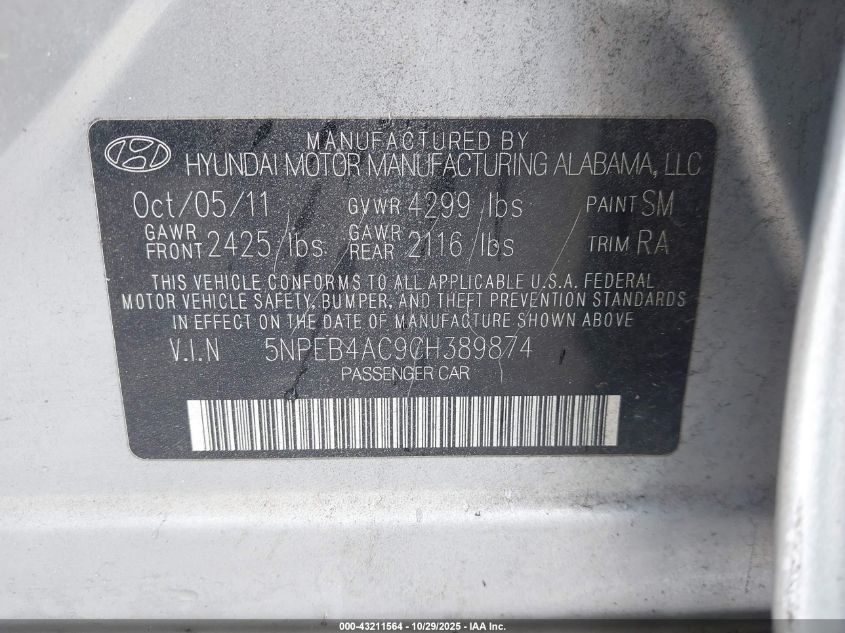 MANUFACTURED BY
HYUNDAI MOTOR MANUFACTURING ALABAMA, LLC
Oct/05/11 GVWR 4299 lbs PAINT SM
GAWR FRONT 2425 lbs GAWR REAR 2116 lbs TRIM RA
THIS VEHICLE CONFORMS TO ALL APPLICABLE U.S.A. FEDERAL
MOTOR VEHICLE SAFETY, BUMPER, AND THEFT PREVENTION STANDARDS
IN EFFECT ON THE DATE OF MANUFACTURE SHOWN ABOVE
V.I.N 5NPEB4AC9CH389874
PASSENGER CAR
000-43211564 - 10/29/2025 - IAA Inc.